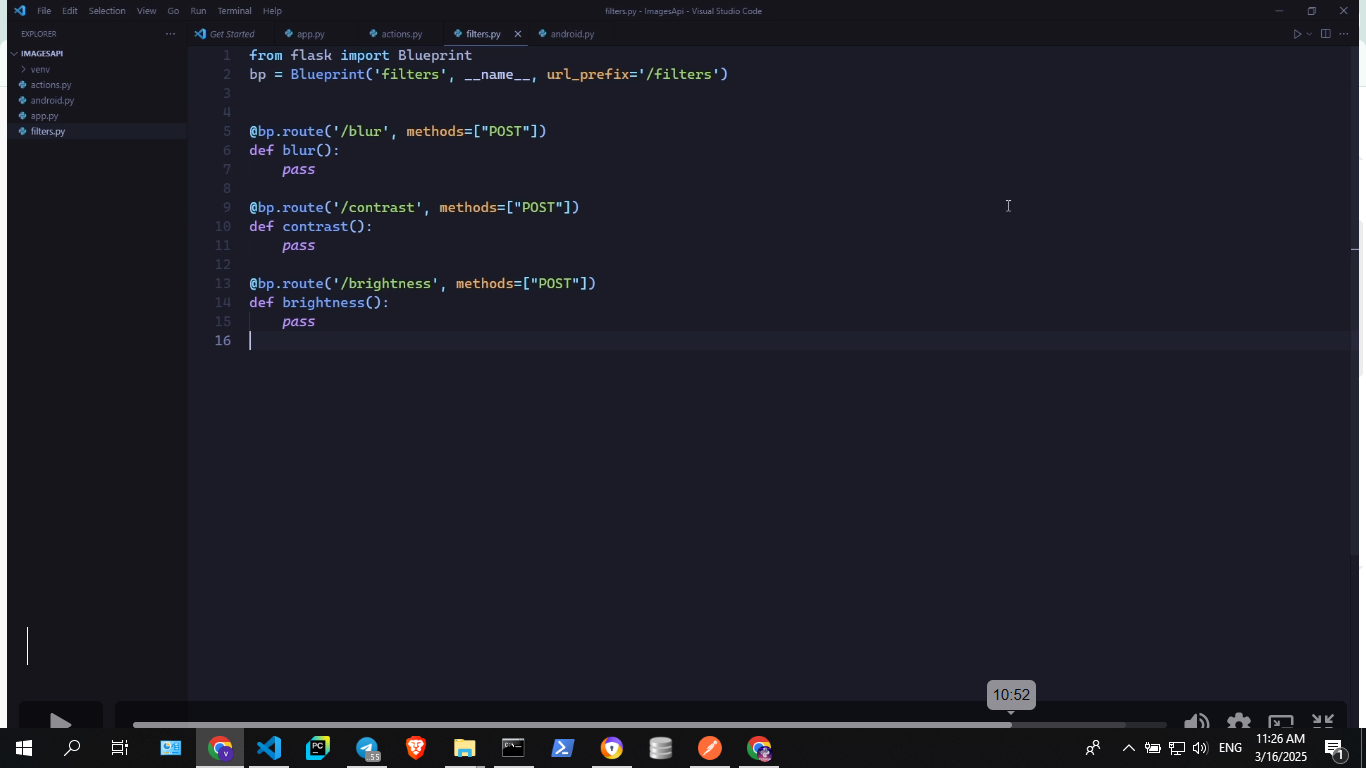 File Edit Selection View Go Run Terminal Help
filters.py - ImagesApi - Visual Studio Code
EXPLORER
Get Started
app.py
actions.py
filters.py
android.py
IMAGESAPI
venv
actions.py
android.py
app.py
filters.py
1 from flask import Blueprint
2 bp = Blueprint('filters', __name__, url_prefix='/filters')
3
4
5 @bp.route('/blur', methods=["POST"])
6 def blur():
7     pass
8
9 @bp.route('/contrast', methods=["POST"])
10 def contrast():
11     pass
12
13 @bp.route('/brightness', methods=["POST"])
14 def brightness():
15     pass
16
10:52
PC
55
ENG
11:26 AM
3/16/2025
1